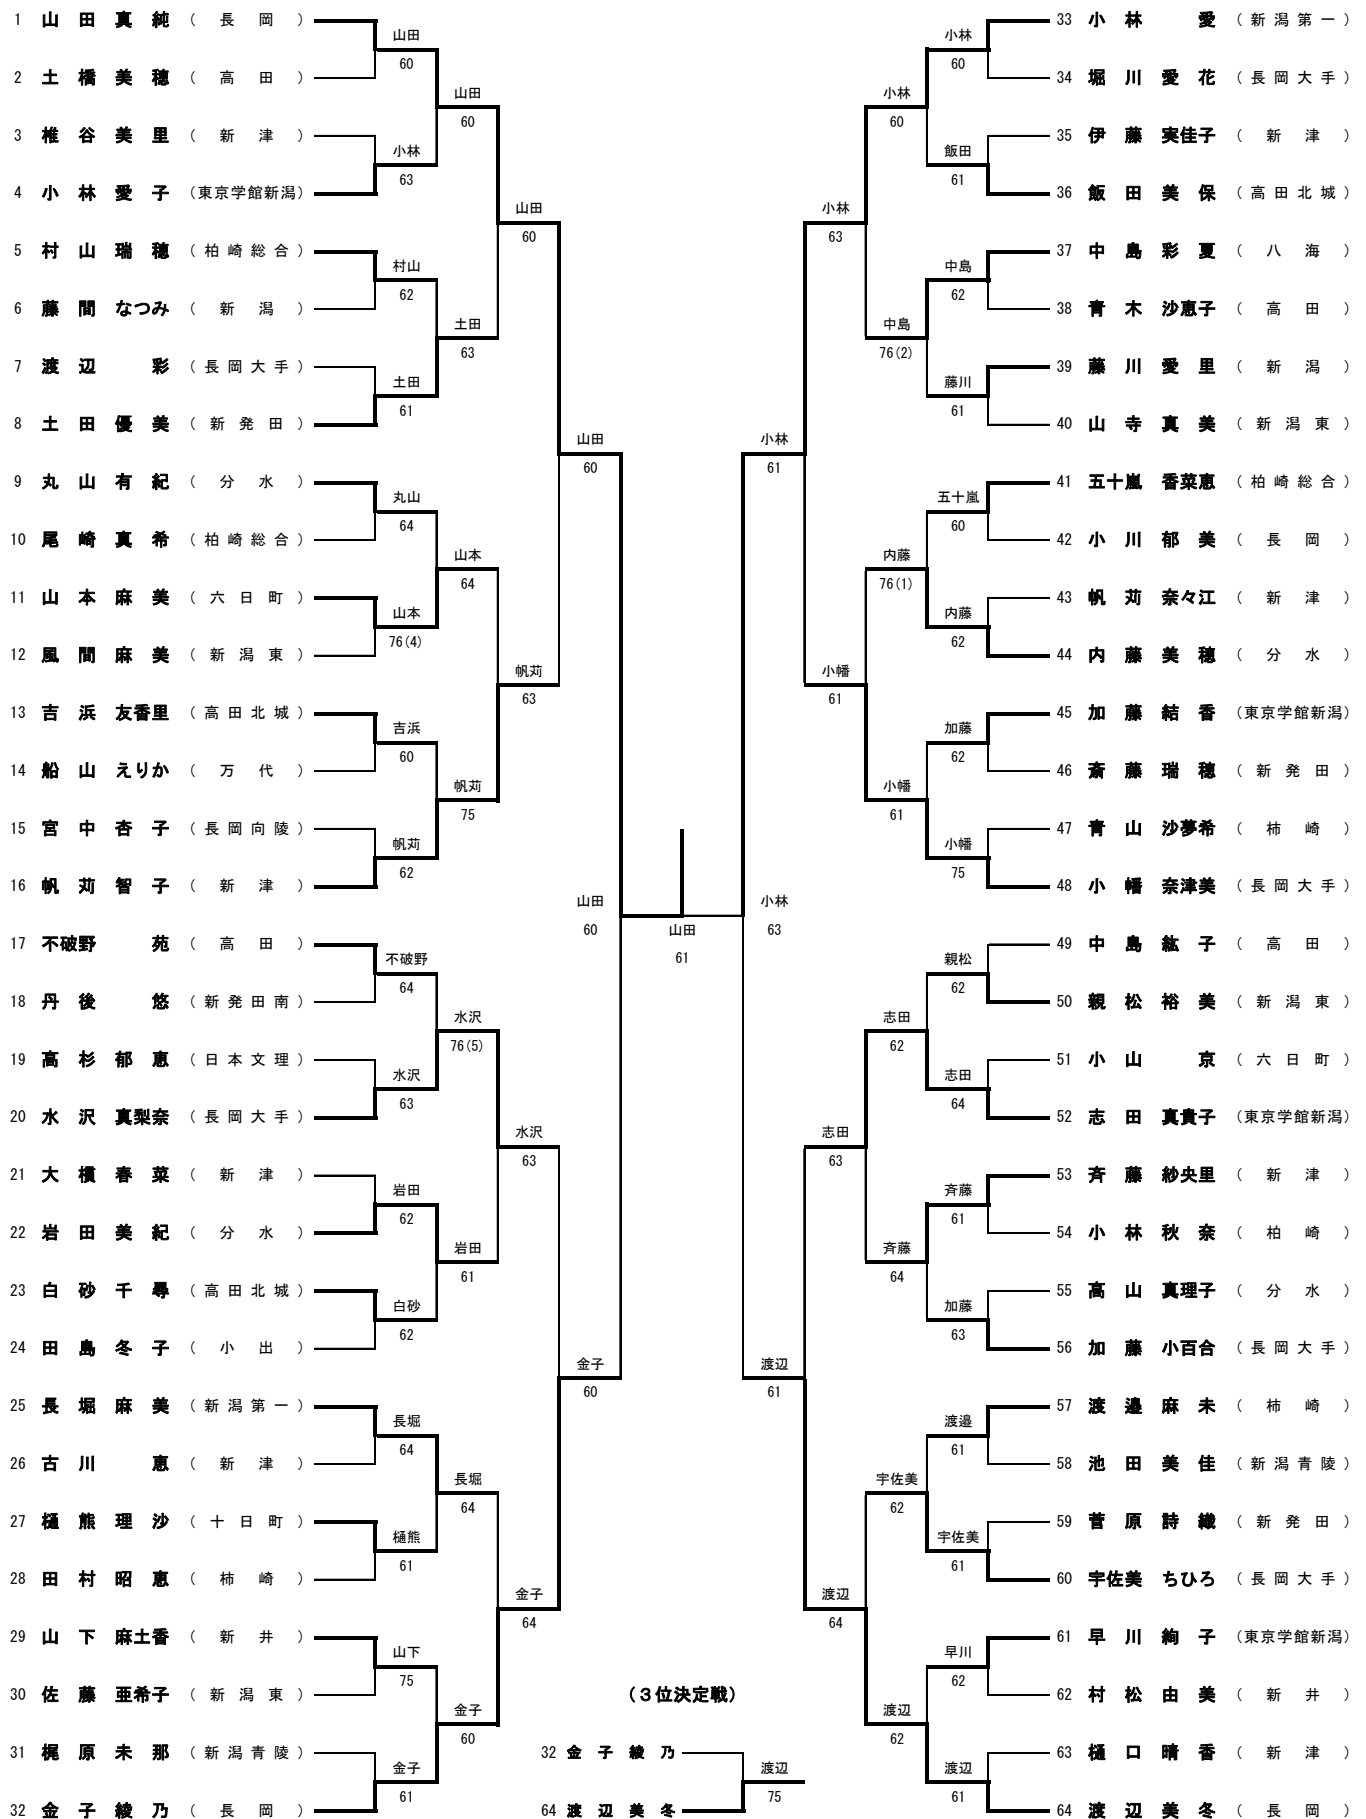 1 山田真純 （長岡）
2 土橋美穂 （高田）
3 椎谷美里 （新津）
4 小林愛子 （東京学館新潟）
5 村山瑞穂 （柏崎総合）
6 藤間なつみ （新潟）
7 渡辺彩 （長岡大手）
8 土田優美 （新発田）
9 丸山有紀 （分水）
10 尾崎真希 （柏崎総合）
11 山本麻美 （六日町）
12 風間麻美 （新潟東）
13 吉浜友香里 （高田北城）
14 船山えりか （万代）
15 宮中杏子 （長岡向陵）
16 帆苅智子 （新津）
17 不破野苑 （高田）
18 丹後悠 （新発田南）
19 高杉郁恵 （日本文理）
20 水沢真梨奈 （長岡大手）
21 大横春菜 （新津）
22 岩田美紀 （分水）
23 白砂千尋 （高田北城）
24 田島冬子 （小出）
25 長堀麻美 （新潟第一）
26 古川恵 （新津）
27 樋熊理沙 （十日町）
28 田村昭恵 （柿崎）
29 山下麻土香 （新井）
30 佐藤亜希子 （新潟東）
31 梶原未那 （新潟青陵）
32 金子綾乃 （長岡）
山田
60
小林
63
村山
62
土田
61
丸山
64
山本
76(4)
吉浜
60
帆苅
62
不破野
64
水沢
63
岩田
62
白砂
62
長堀
64
樋熊
61
山下
75
金子
61
山田
60
土田
63
山本
64
帆苅
75
水沢
76(5)
岩田
61
長堀
64
金子
60
山田
60
帆苅
63
水沢
63
金子
64
山田
60
金子
60
山田
60
山田
61
小林
63
小林
61
渡辺
61
小林
63
小幡
61
志田
63
渡辺
64
小林
60
中島
76(2)
内藤
76(1)
小幡
61
志田
62
斉藤
64
宇佐美
62
渡辺
62
小林
60
飯田
61
中島
62
藤川
61
五十嵐
60
内藤
62
加藤
62
小幡
75
親松
62
志田
64
斉藤
61
加藤
63
渡邉
61
宇佐美
61
早川
62
渡辺
61
33 小林愛 （新潟第一）
34 堀川愛花 （長岡大手）
35 伊藤実佳子 （新津）
36 飯田美保 （高田北城）
37 中島彩夏 （八海）
38 青木沙恵子 （高田）
39 藤川愛里 （新潟）
40 山寺真美 （新潟東）
41 五十嵐香菜恵 （柏崎総合）
42 小川郁美 （長岡）
43 帆苅奈々江 （新津）
44 内藤美穂 （分水）
45 加藤結香 （東京学館新潟）
46 斎藤瑞穂 （新発田）
47 青山沙夢希 （柿崎）
48 小幡奈津美 （長岡大手）
49 中島紘子 （高田）
50 親松裕美 （新潟東）
51 小山京 （六日町）
52 志田真貴子 （東京学館新潟）
53 斉藤紗央里 （新津）
54 小林秋奈 （柏崎）
55 高山真理子 （分水）
56 加藤小百合 （長岡大手）
57 渡邉麻未 （柿崎）
58 池田美佳 （新潟青陵）
59 菅原詩織 （新発田）
60 宇佐美ちひろ （長岡大手）
61 早川絢子 （東京学館新潟）
62 村松由美 （新井）
63 樋口晴香 （新津）
64 渡辺美冬 （長岡）
（３位決定戦）
32 金子綾乃
64 渡辺美冬
渡辺
75